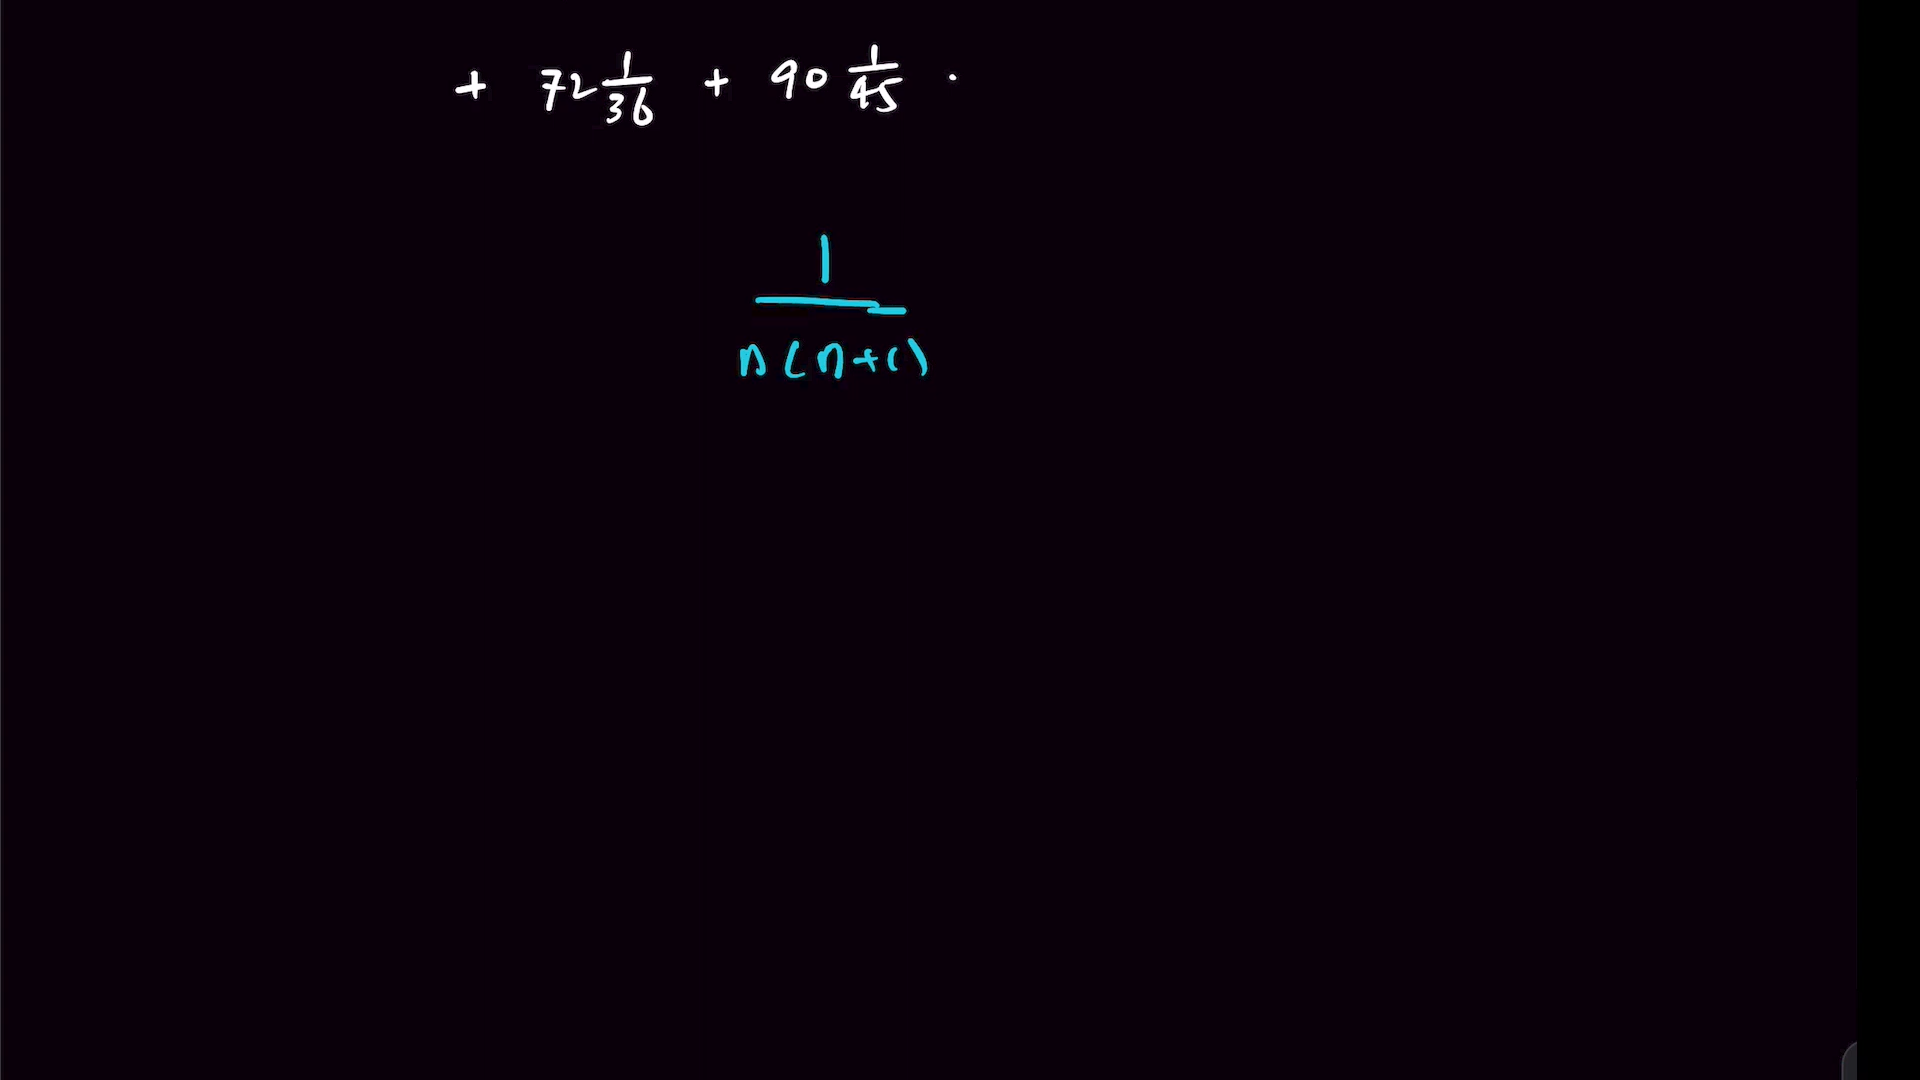 + 72 1/36 + 90 1/45 .
1
n(n+1)